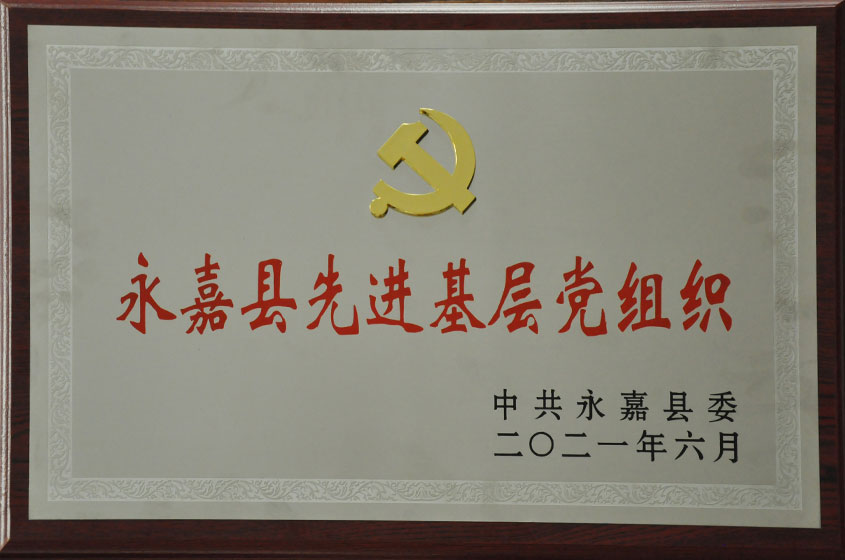 永嘉县先进基层党组织
中共永嘉县委
二〇二一年六月